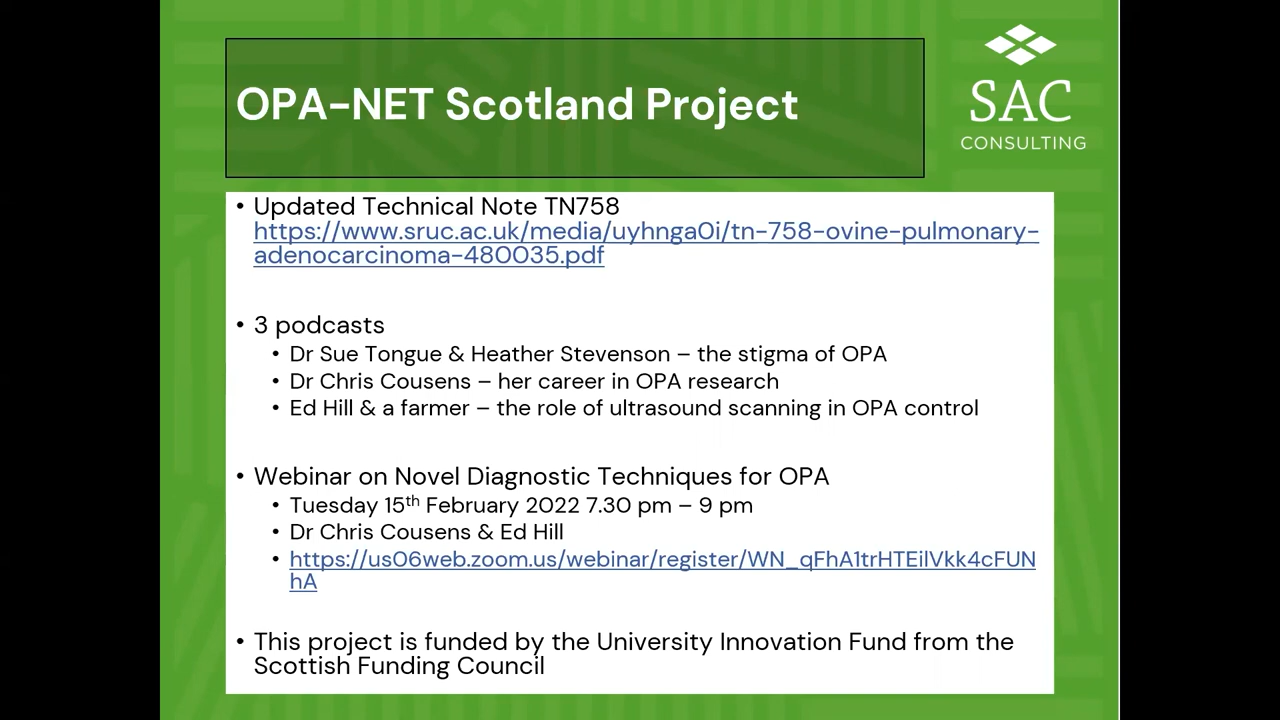 OPA-NET Scotland Project
SAC
CONSULTING
• Updated Technical Note TN758
https://www.sruc.ac.uk/media/uyhnga0i/tn-758-ovine-pulmonary-
adenocarcinoma-480035.pdf
• 3 podcasts
• Dr Sue Tongue & Heather Stevenson – the stigma of OPA
• Dr Chris Cousens – her career in OPA research
• Ed Hill & a farmer – the role of ultrasound scanning in OPA control
• Webinar on Novel Diagnostic Techniques for OPA
• Tuesday 15th February 2022 7.30 pm – 9 pm
• Dr Chris Cousens & Ed Hill
• https://us06web.zoom.us/webinar/register/WN_qFhA1trHTEilVkk4cFUN
hA
• This project is funded by the University Innovation Fund from the
Scottish Funding Council